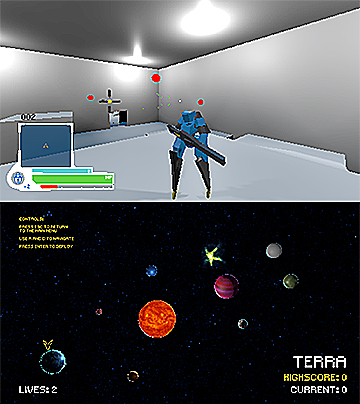 002
CONTROLS:
PRESS ESC TO RETURN
TO THE MAIN MENU
USE A AND D TO NAVIGATE
PRESS ENTER TO DEPLOY
TERRA
HIGHSCORE: 0
LIVES: 2
CURRENT: 0